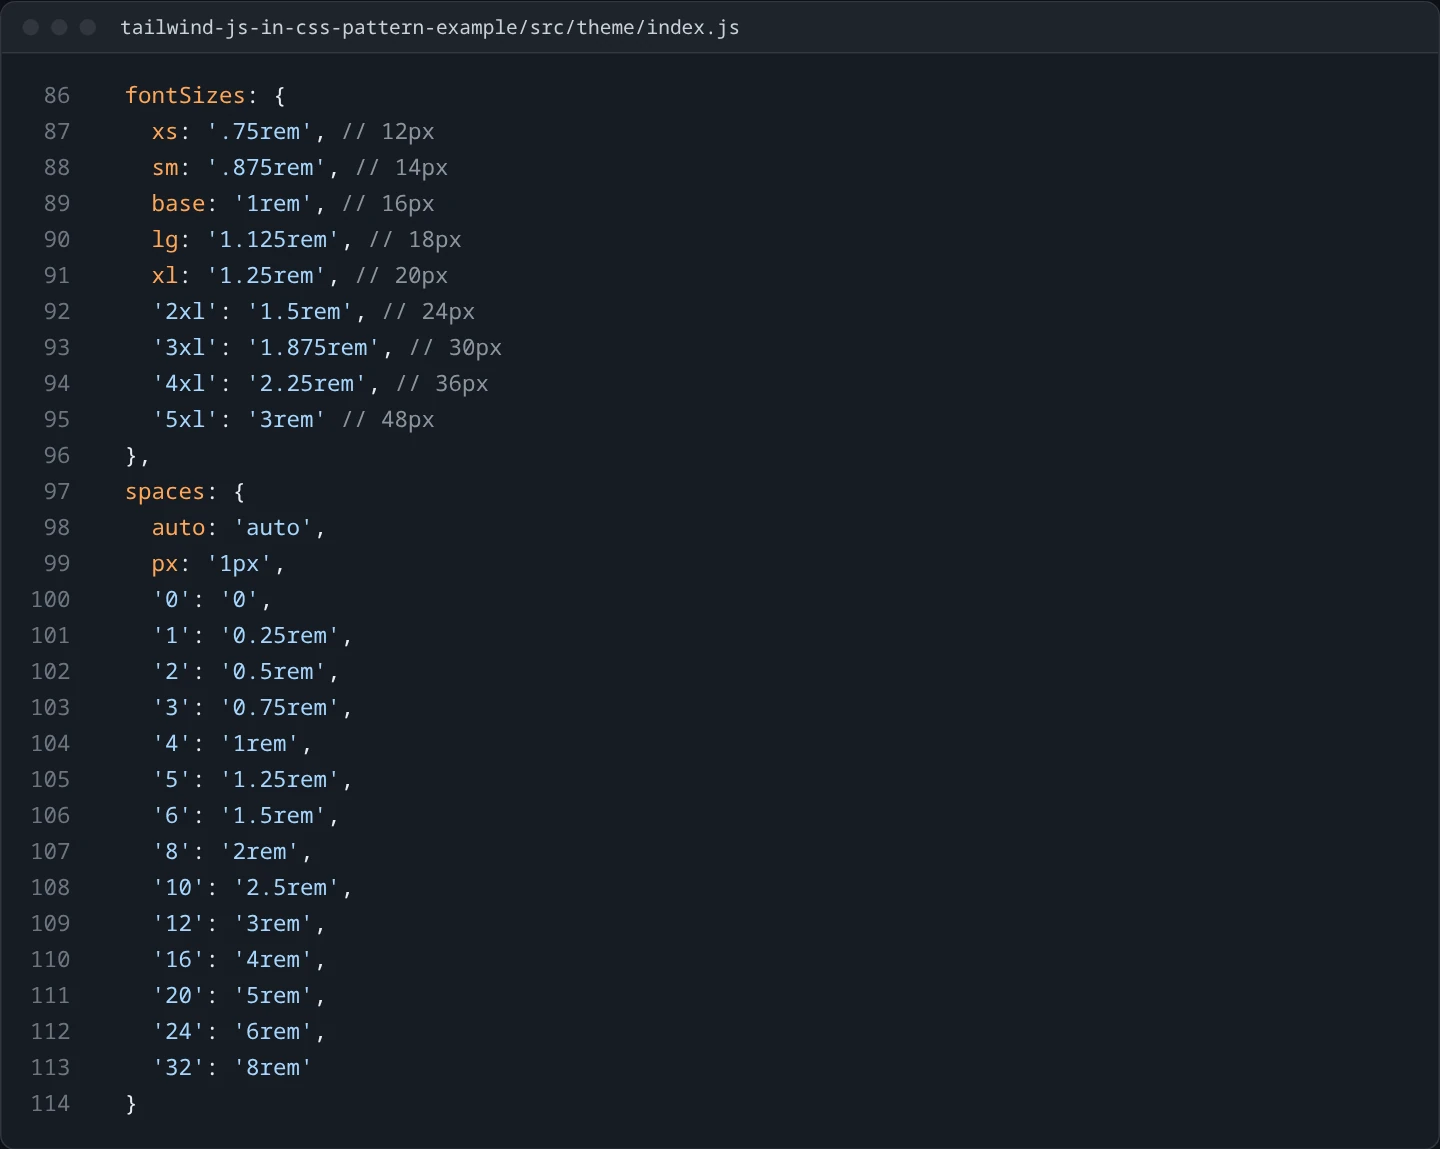 tailwind-js-in-css-pattern-example/src/theme/index.js
86 fontSizes: {
87 xs: '.75rem', // 12px
88 sm: '.875rem', // 14px
89 base: '1rem', // 16px
90 lg: '1.125rem', // 18px
91 xl: '1.25rem', // 20px
92 '2xl': '1.5rem', // 24px
93 '3xl': '1.875rem', // 30px
94 '4xl': '2.25rem', // 36px
95 '5xl': '3rem' // 48px
96 },
97 spaces: {
98 auto: 'auto',
99 px: '1px',
100 '0': '0',
101 '1': '0.25rem',
102 '2': '0.5rem',
103 '3': '0.75rem',
104 '4': '1rem',
105 '5': '1.25rem',
106 '6': '1.5rem',
107 '8': '2rem',
108 '10': '2.5rem',
109 '12': '3rem',
110 '16': '4rem',
111 '20': '5rem',
112 '24': '6rem',
113 '32': '8rem'
114 }